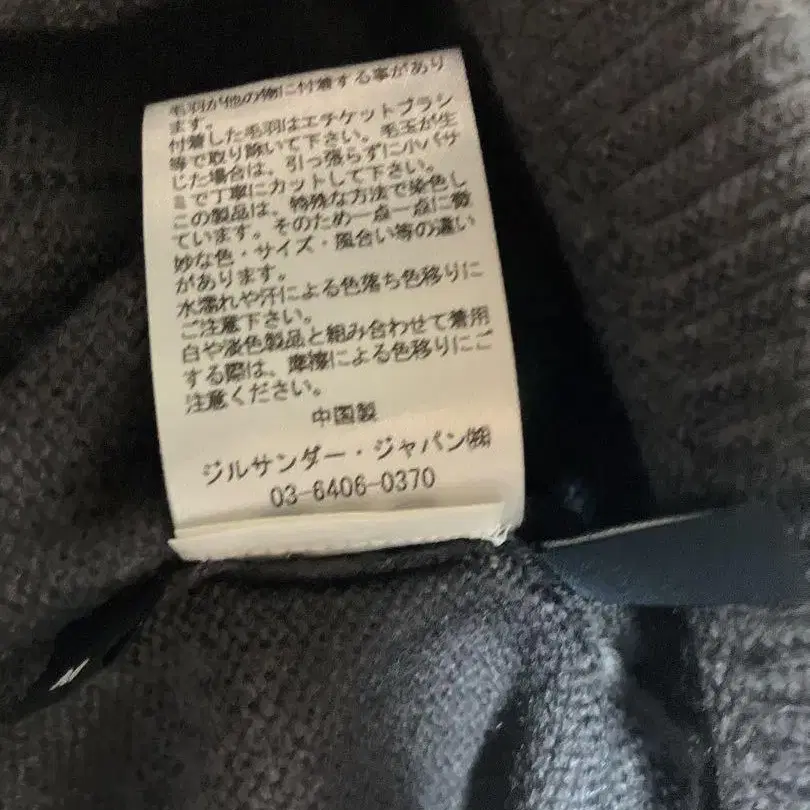 毛羽が他の物に付着する事があり
ます。
付着した毛羽はエチケットブラシ
等で取り除いて下さい。毛玉が生
じた場合は、引っ張らずに小バサ
ミで丁寧にカットして下さい。
この製品は、特殊な方法で染色し
ています。そのため一点一点に微
妙な色・サイズ・風合い等の違い
があります。
水濡れや汗による色落ち色移りに
ご注意下さい。
白や淡色製品と組み合わせて着用
する際は、摩擦による色移りにご
注意ください。
中国製
ジルサンダー・ジャパン㈱
03-6406-0370